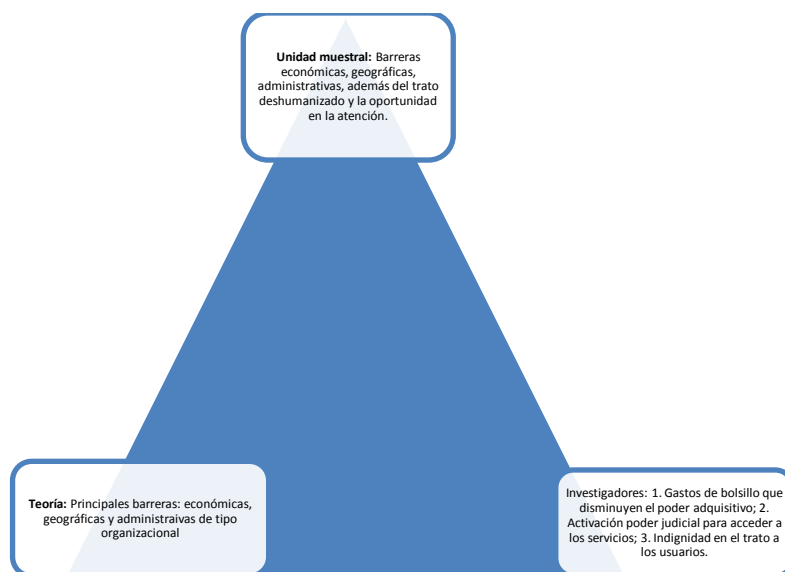 Unidad muestral: Barreras
económicas, geográficas,
administrativas, además del trato
deshumanizado y la oportunidad
en la atención.
Teoría: Principales barreras: económicas,
geográficas y administraivas de tipo
organizacional
Investigadores: 1. Gastos de bolsillo que
disminuyen el poder adquisitivo; 2.
Activación poder judicial para acceder a
los servicios; 3. Indignidad en el trato a
los usuarios.